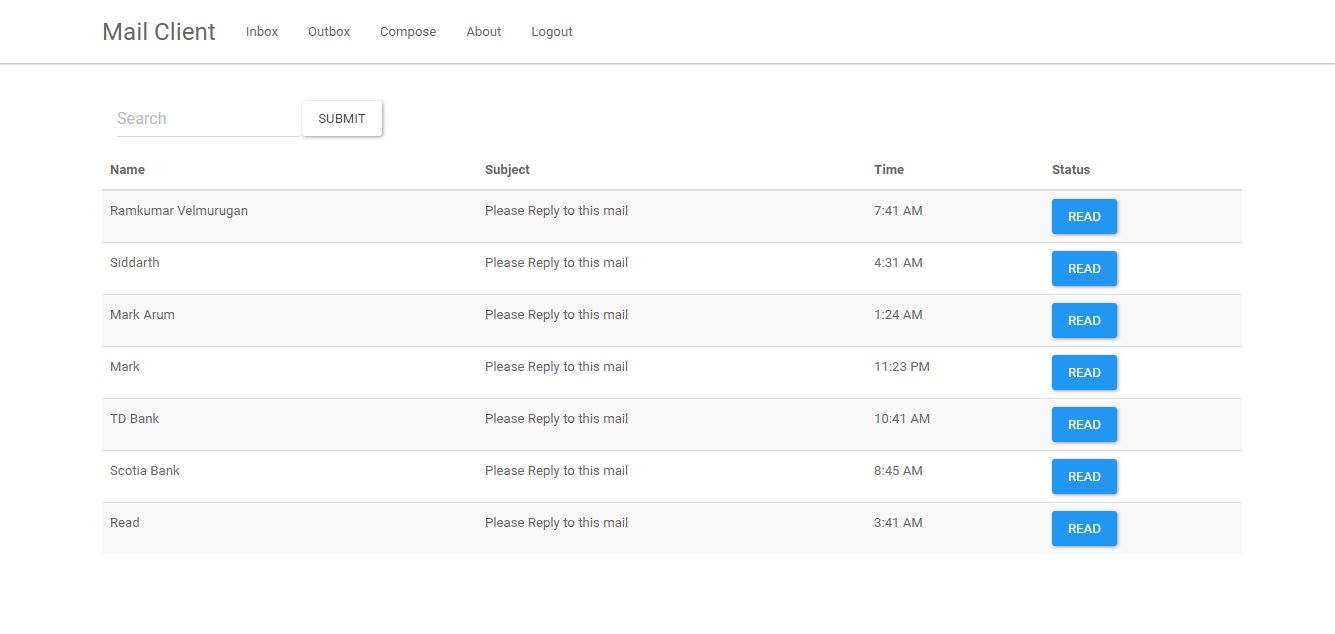 Mail Client Inbox Outbox Compose About Logout
Search SUBMIT
Name Subject Time Status
Ramkumar Velmurugan Please Reply to this mail 7:41 AM READ
Siddarth Please Reply to this mail 4:31 AM READ
Mark Arum Please Reply to this mail 1:24 AM READ
Mark Please Reply to this mail 11:23 PM READ
TD Bank Please Reply to this mail 10:41 AM READ
Scotia Bank Please Reply to this mail 8:45 AM READ
Read Please Reply to this mail 3:41 AM READ